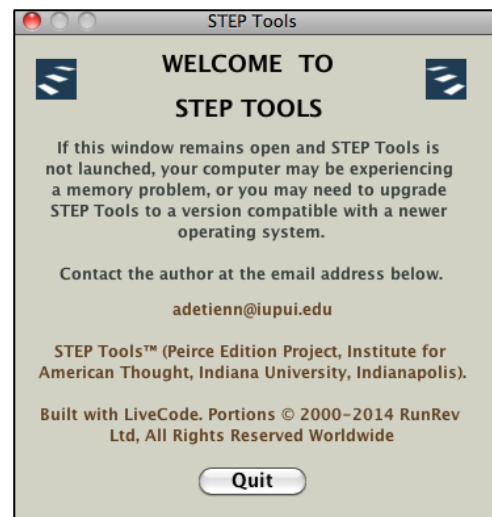 STEP Tools
WELCOME TO
STEP TOOLS
If this window remains open and STEP Tools is
not launched, your computer may be experiencing
a memory problem, or you may need to upgrade
STEP Tools to a version compatible with a newer
operating system.
Contact the author at the email address below.
adetienn@iupui.edu
STEP Tools™ (Peirce Edition Project, Institute for
American Thought, Indiana University, Indianapolis).
Built with LiveCode. Portions © 2000-2014 RunRev
Ltd, All Rights Reserved Worldwide
Quit